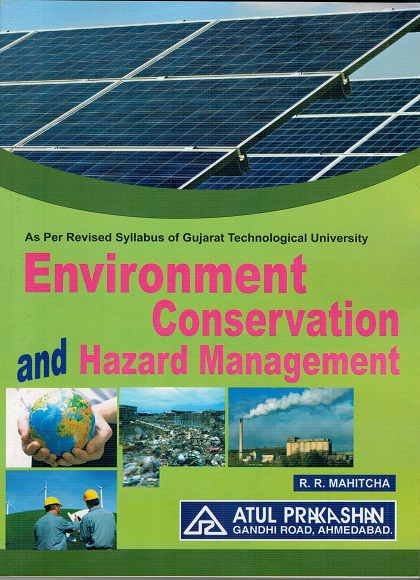 As Per Revised Syllabus of Gujarat Technological University
Environment
Conservation
and Hazard Management
R. R. MAHITCHA
ATUL PRAKASHAN
GANDHI ROAD, AHMEDABAD.